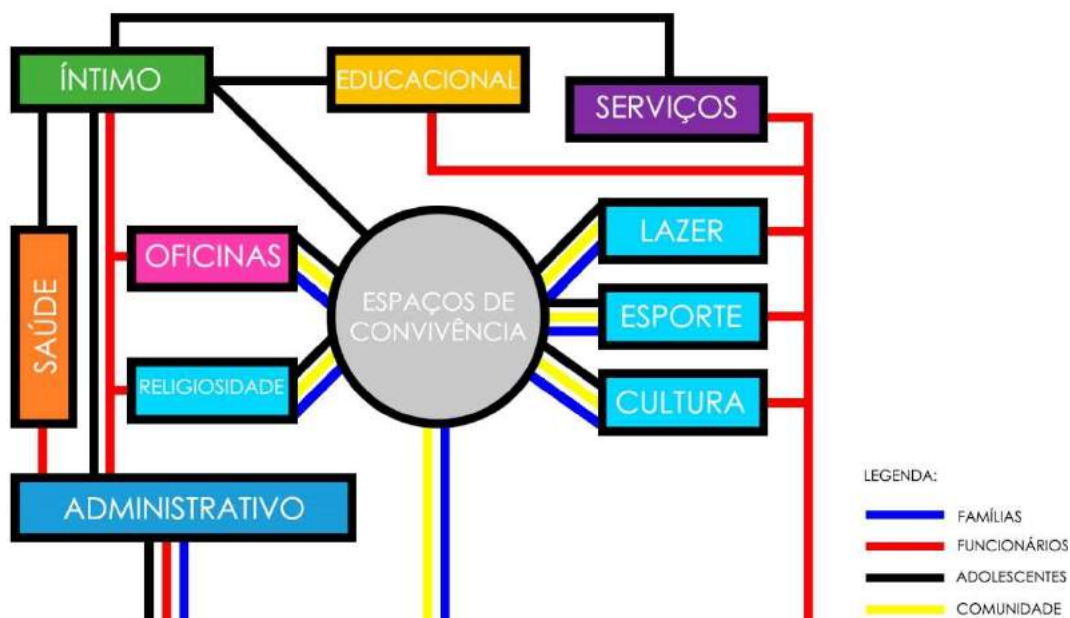 ÍNTIMO
EDUCACIONAL
SERVIÇOS
SAÚDE
OFICINAS
RELIGIOSIDADE
ESPAÇOS DE
CONVIVÊNCIA
LAZER
ESPORTE
CULTURA
ADMINISTRATIVO
LEGENDA:
FAMÍLIAS
FUNCIONÁRIOS
ADOLESCENTES
COMUNIDADE